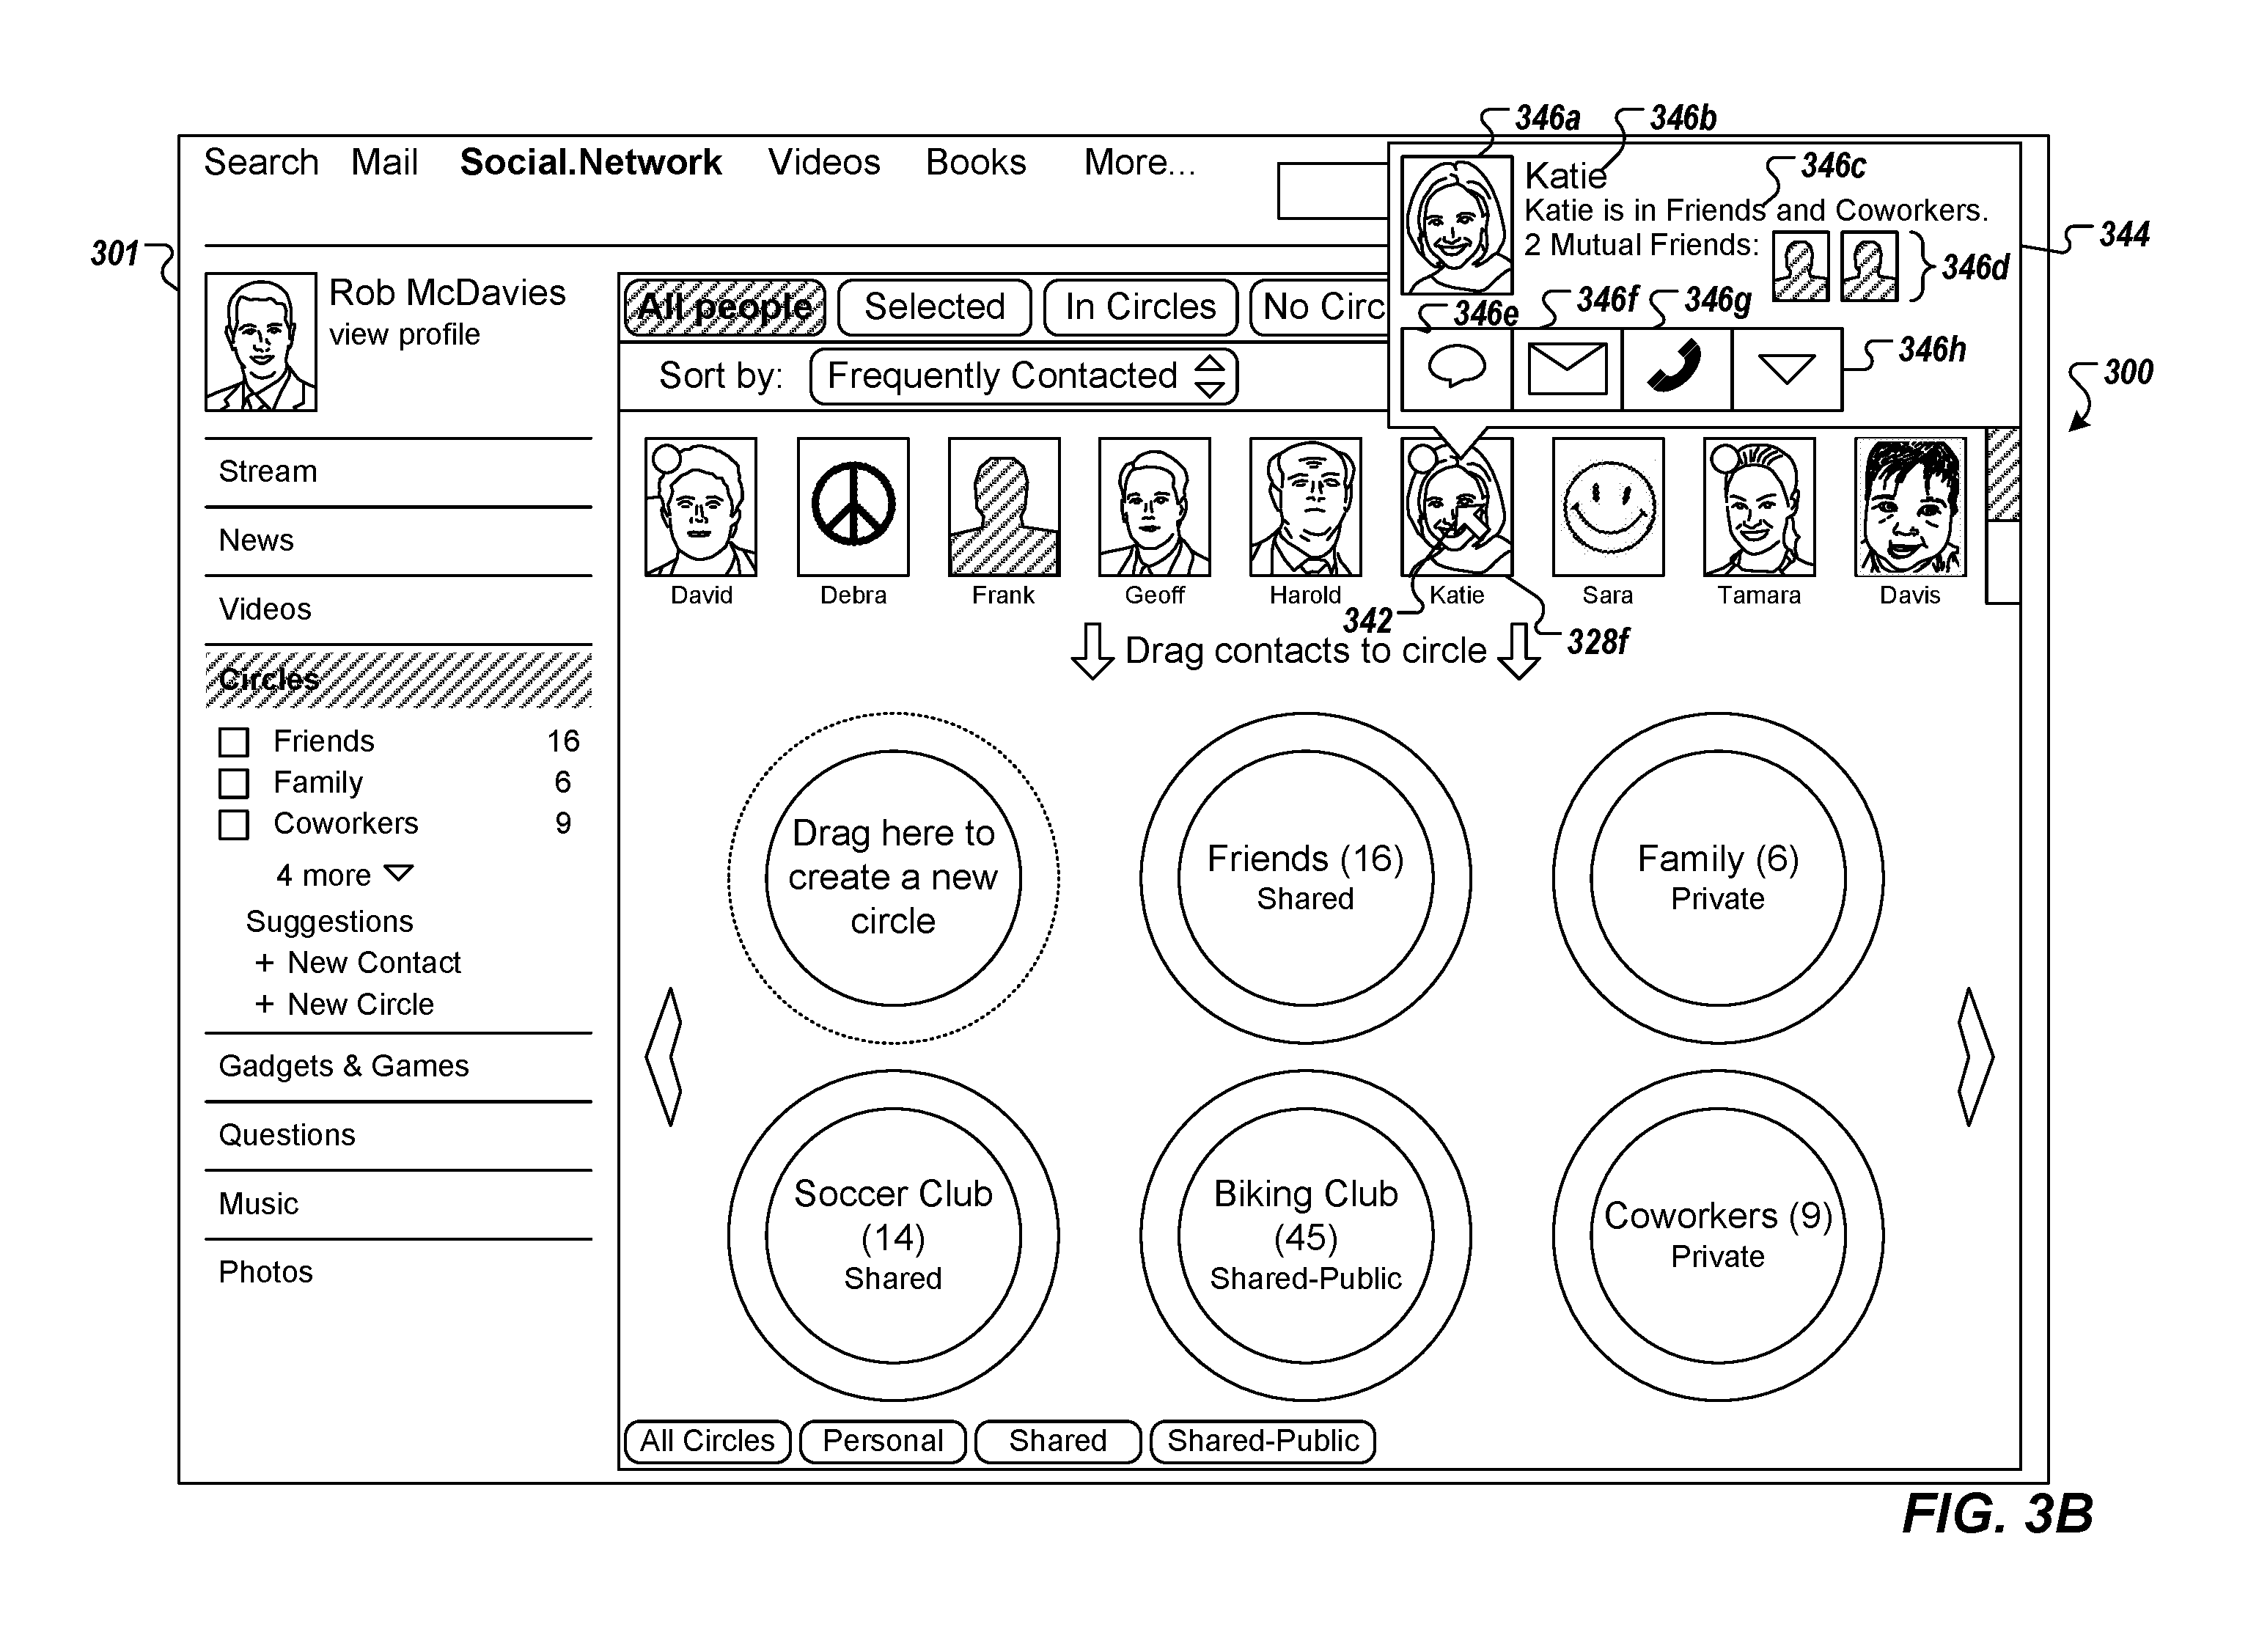 346a 346b
Search Mail Social.Network Videos Books More...
Katie
346c
Katie is in Friends and Coworkers.
2 Mutual Friends:
346d
344
301
Rob McDavies
view profile
All people Selected In Circles No Circ
346e 346f 346g
346h
300
Sort by: Frequently Contacted
Stream
News
Videos
David Debra Frank Geoff Harold Katie Sara Tamara Davis
342
328f
Drag contacts to circle
Circles
Friends 16
Family 6
Coworkers 9
4 more
Suggestions
+ New Contact
+ New Circle
Gadgets & Games
Questions
Music
Photos
Drag here to
create a new
circle
Friends (16)
Shared
Family (6)
Private
Soccer Club
(14)
Shared
Biking Club
(45)
Shared-Public
Coworkers (9)
Private
All Circles Personal Shared Shared-Public
FIG. 3B